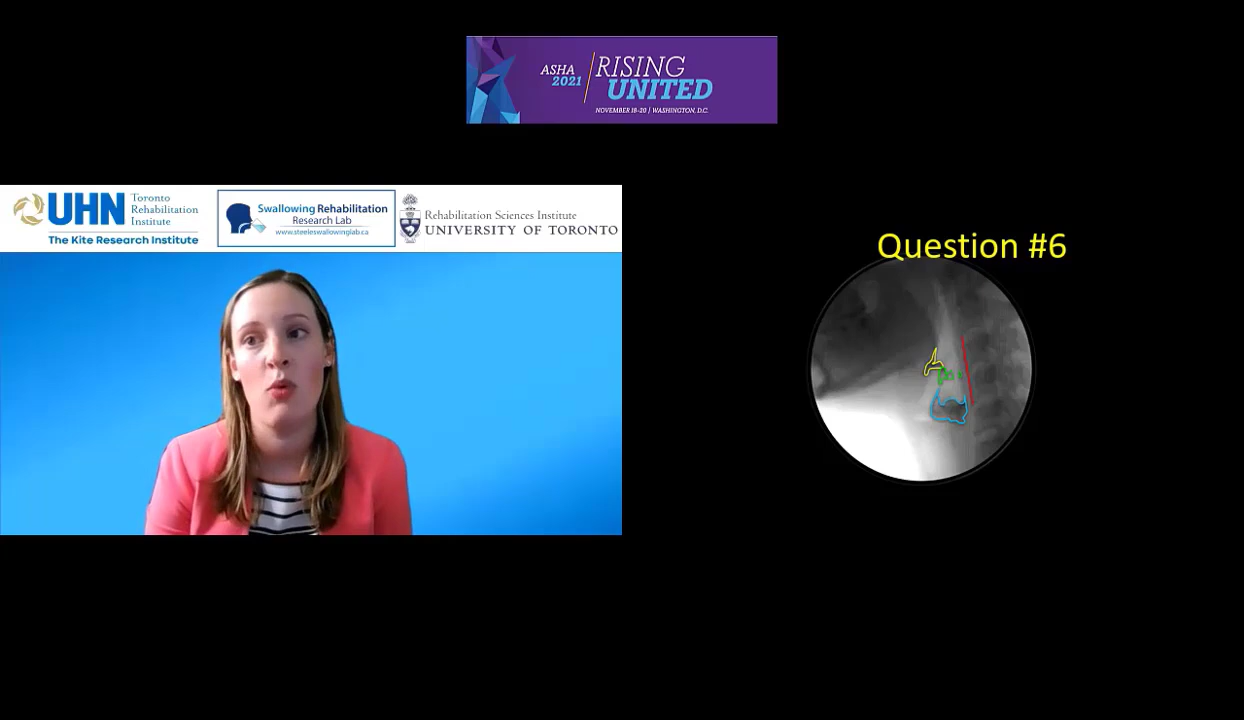 ASHA
2021
RISING
UNITED
NOVEMBER 18-20 | WASHINGTON, D.C.
UHN
Toronto
Rehabilitation
Institute
The Kite Research Institute
Swallowing Rehabilitation
Research Lab
www.steeleswallowinglab.ca
Rehabilitation Sciences Institute
UNIVERSITY OF TORONTO
Question #6